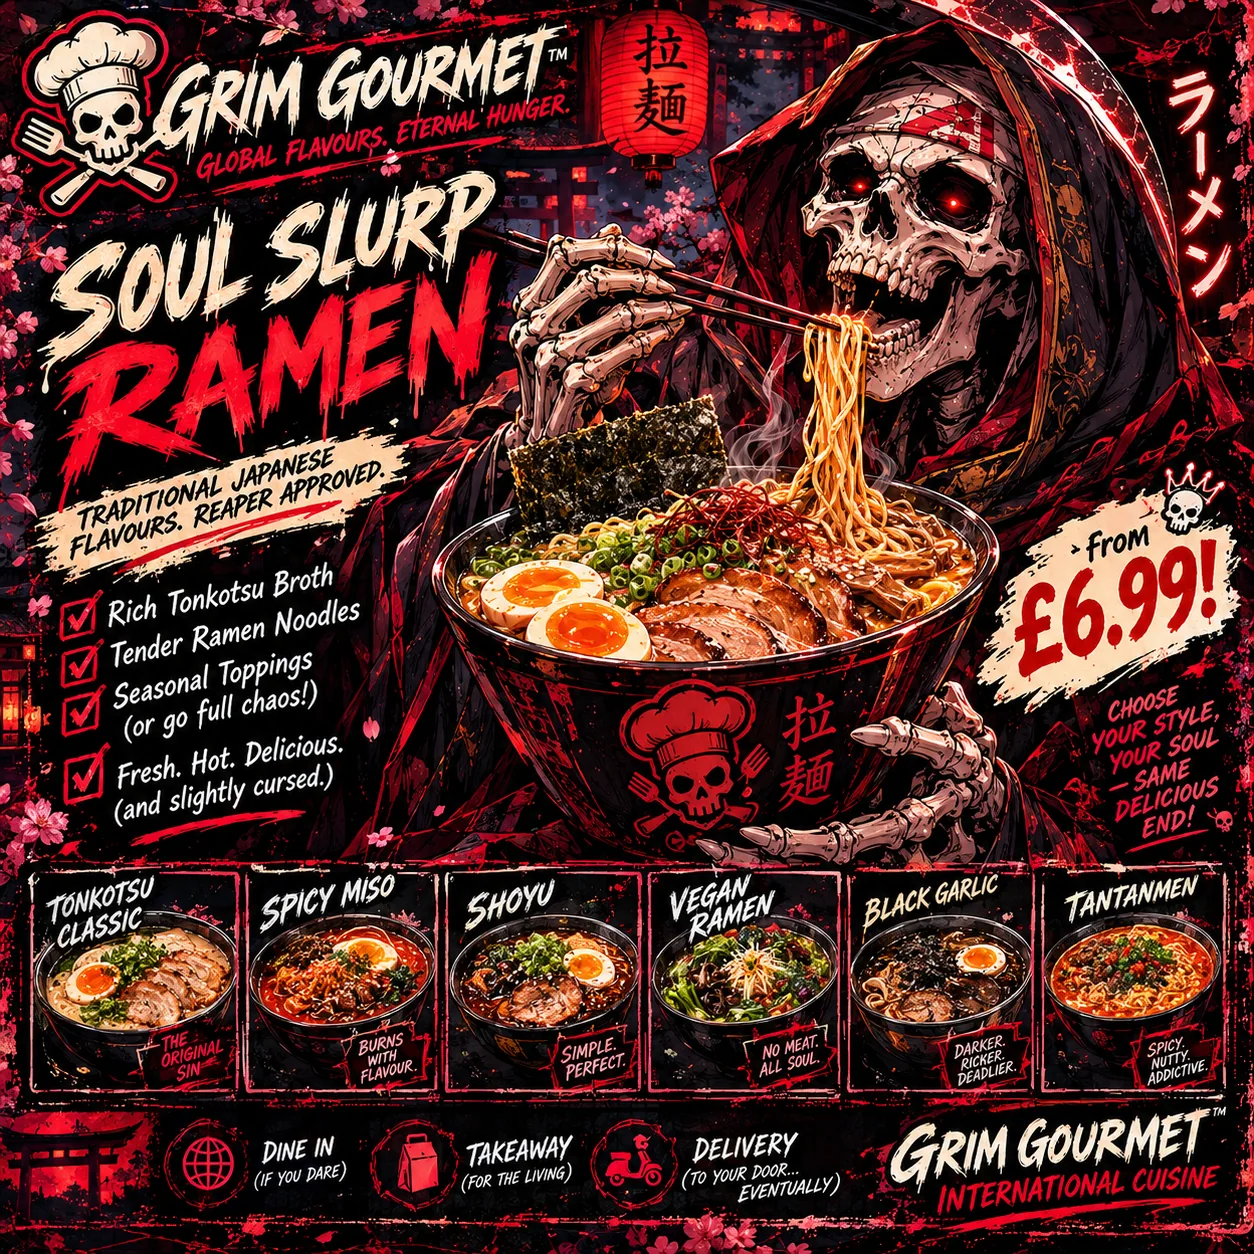 GRIM GOURMET™
GLOBAL FLAVOURS. ETERNAL HUNGER.
拉
麺
ラーメン
SOUL SLURP
RAMEN
TRADITIONAL JAPANESE
FLAVOURS. REAPER APPROVED.
Rich Tonkotsu Broth
Tender Ramen Noodles
Seasonal Toppings
(or go full chaos!)
Fresh. Hot. Delicious.
(and slightly cursed.)
From
£6.99!
CHOOSE
YOUR STYLE,
YOUR SOUL
— SAME
DELICIOUS
END!
拉
麺
TONKOTSU
CLASSIC
THE
ORIGINAL
SIN
SPICY MISO
BURNS
WITH
FLAVOUR.
SHOYU
SIMPLE.
PERFECT.
VEGAN
RAMEN
NO MEAT.
ALL SOUL.
BLACK GARLIC
DARKER.
RICKER.
DEADLIER.
TANTANMEN
SPICY.
NUTTY.
ADDICTIVE.
DINE IN
(IF YOU DARE)
TAKEAWAY
(FOR THE LIVING)
DELIVERY
(TO YOUR DOOR...
EVENTUALLY)
GRIM GOURMET™
INTERNATIONAL CUISINE